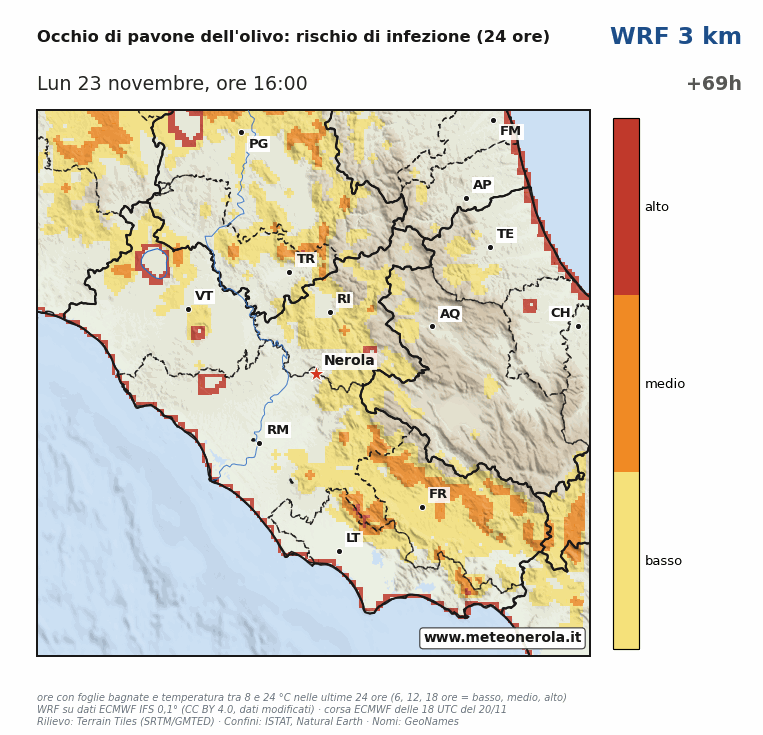 Occhio di pavone dell'olivo: rischio di infezione (24 ore)
WRF 3 km
Lun 23 novembre, ore 16:00
+69h
FM
PG
AP
TE
TR
VT
RI
AQ
CH
Nerola
RM
FR
LT
alto
medio
basso
www.meteonerola.it
ore con foglie bagnate e temperatura tra 8 e 24 °C nelle ultime 24 ore (6, 12, 18 ore = basso, medio, alto)
WRF su dati ECMWF IFS 0,1° (CC BY 4.0, dati modificati) · corsa ECMWF delle 18 UTC del 20/11
Rilievo: Terrain Tiles (SRTM/GMTED) · Confini: ISTAT, Natural Earth · Nomi: GeoNames